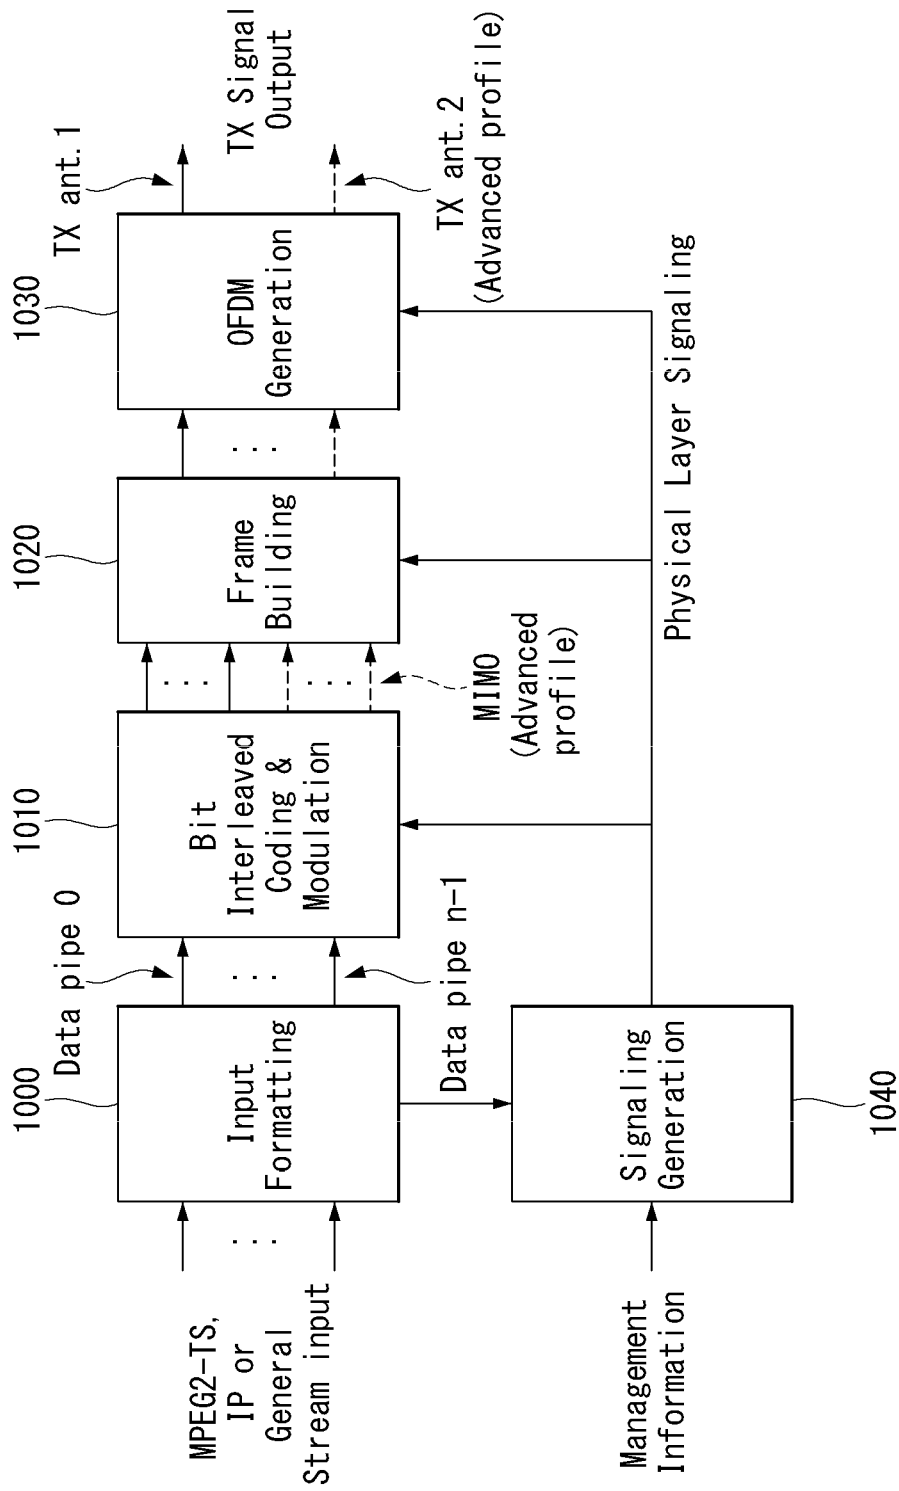 MPEG2-TS,
IP or
General
Stream input
1000
Input
Formatting
Data pipe 0
. . .
Data pipe n-1
1010
Bit
Interleaved
Coding &
Modulation
MIMO
(Advanced
profile)
1020
Frame
Building
1030
OFDM
Generation
TX ant.1
TX Signal
Output
TX ant.2
(Advanced profile)
Management
Information
Signaling
Generation
1040
Physical Layer Signaling